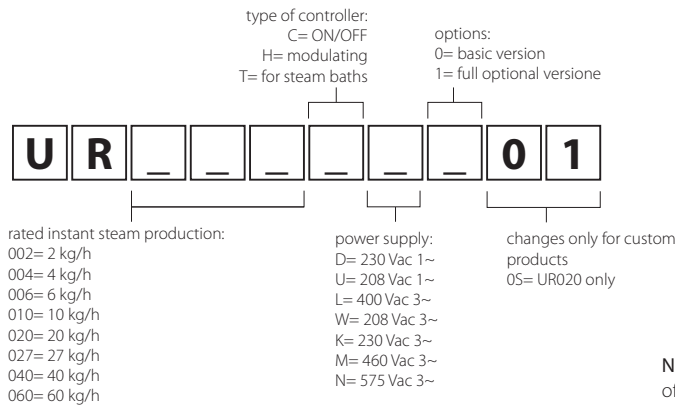 type of controller:
C= ON/OFF
H= modulating
T= for steam baths
options:
0= basic version
1= full optional versione
U R _ _ _ _ _ _ 0 1
rated instant steam production:
002= 2 kg/h
004= 4 kg/h
006= 6 kg/h
010= 10 kg/h
020= 20 kg/h
027= 27 kg/h
040= 40 kg/h
060= 60 kg/h
power supply:
D= 230 Vac 1~
U= 208 Vac 1~
L= 400 Vac 3~
W= 208 Vac 3~
K= 230 Vac 3~
M= 460 Vac 3~
N= 575 Vac 3~
changes only for custom
products
0S= UR020 only